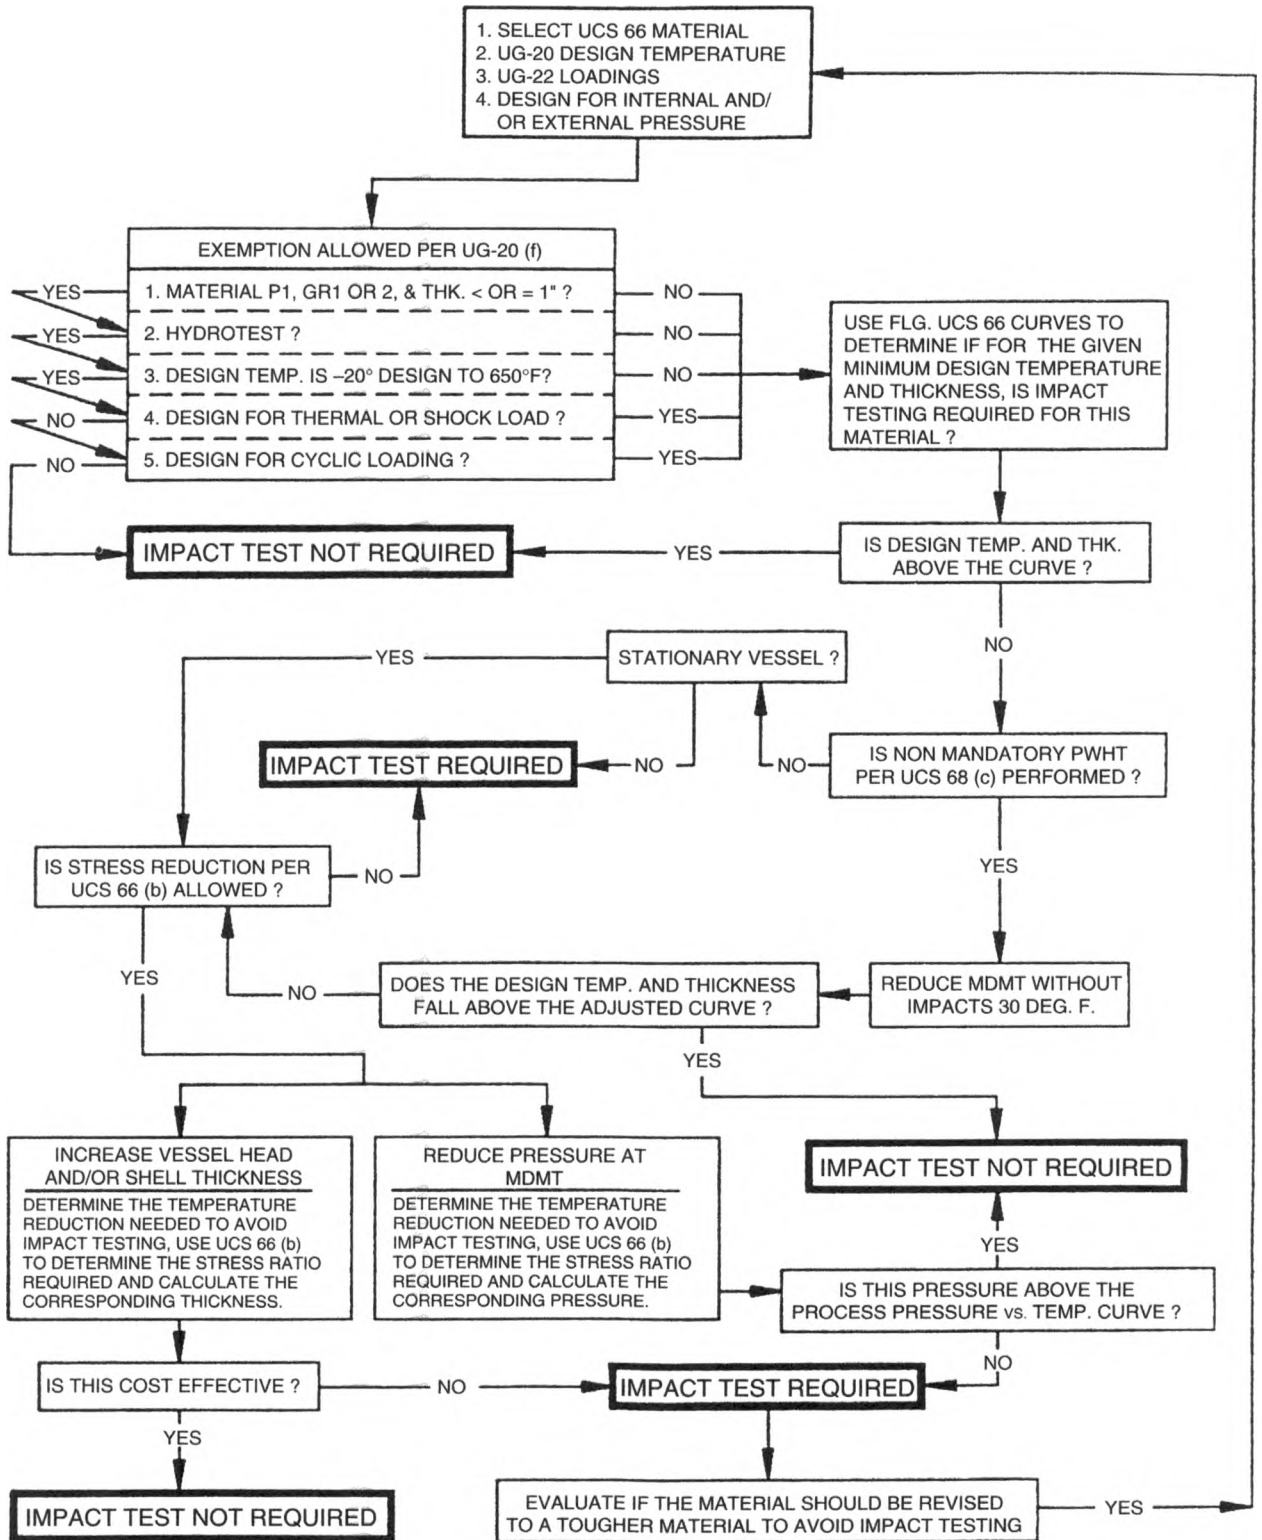 1. SELECT UCS 66 MATERIAL
2. UG-20 DESIGN TEMPERATURE
3. UG-22 LOADINGS
4. DESIGN FOR INTERNAL AND/
OR EXTERNAL PRESSURE
EXEMPTION ALLOWED PER UG-20 (f)
YES
1. MATERIAL P1, GR1 OR 2, & THK. < OR = 1" ?
NO
YES
2. HYDROTEST ?
NO
YES
3. DESIGN TEMP. IS –20° DESIGN TO 650°F?
NO
NO
4. DESIGN FOR THERMAL OR SHOCK LOAD ?
YES
NO
5. DESIGN FOR CYCLIC LOADING ?
YES
USE FLG. UCS 66 CURVES TO
DETERMINE IF FOR THE GIVEN
MINIMUM DESIGN TEMPERATURE
AND THICKNESS, IS IMPACT
TESTING REQUIRED FOR THIS
MATERIAL ?
IMPACT TEST NOT REQUIRED
YES
IS DESIGN TEMP. AND THK.
ABOVE THE CURVE ?
NO
YES
STATIONARY VESSEL ?
IMPACT TEST REQUIRED
NO
NO
IS NON MANDATORY PWHT
PER UCS 68 (c) PERFORMED ?
YES
IS STRESS REDUCTION PER
UCS 66 (b) ALLOWED ?
NO
YES
NO
DOES THE DESIGN TEMP. AND THICKNESS
FALL ABOVE THE ADJUSTED CURVE ?
REDUCE MDMT WITHOUT
IMPACTS 30 DEG. F.
YES
INCREASE VESSEL HEAD
AND/OR SHELL THICKNESS
DETERMINE THE TEMPERATURE
REDUCTION NEEDED TO AVOID
IMPACT TESTING, USE UCS 66 (b)
TO DETERMINE THE STRESS RATIO
REQUIRED AND CALCULATE THE
CORRESPONDING THICKNESS.
REDUCE PRESSURE AT
MDMT
DETERMINE THE TEMPERATURE
REDUCTION NEEDED TO AVOID
IMPACT TESTING, USE UCS 66 (b)
TO DETERMINE THE STRESS RATIO
REQUIRED AND CALCULATE THE
CORRESPONDING PRESSURE.
IMPACT TEST NOT REQUIRED
YES
IS THIS PRESSURE ABOVE THE
PROCESS PRESSURE VS. TEMP. CURVE ?
NO
IS THIS COST EFFECTIVE ?
NO
IMPACT TEST REQUIRED
YES
IMPACT TEST NOT REQUIRED
EVALUATE IF THE MATERIAL SHOULD BE REVISED
TO A TOUGHER MATERIAL TO AVOID IMPACT TESTING
YES